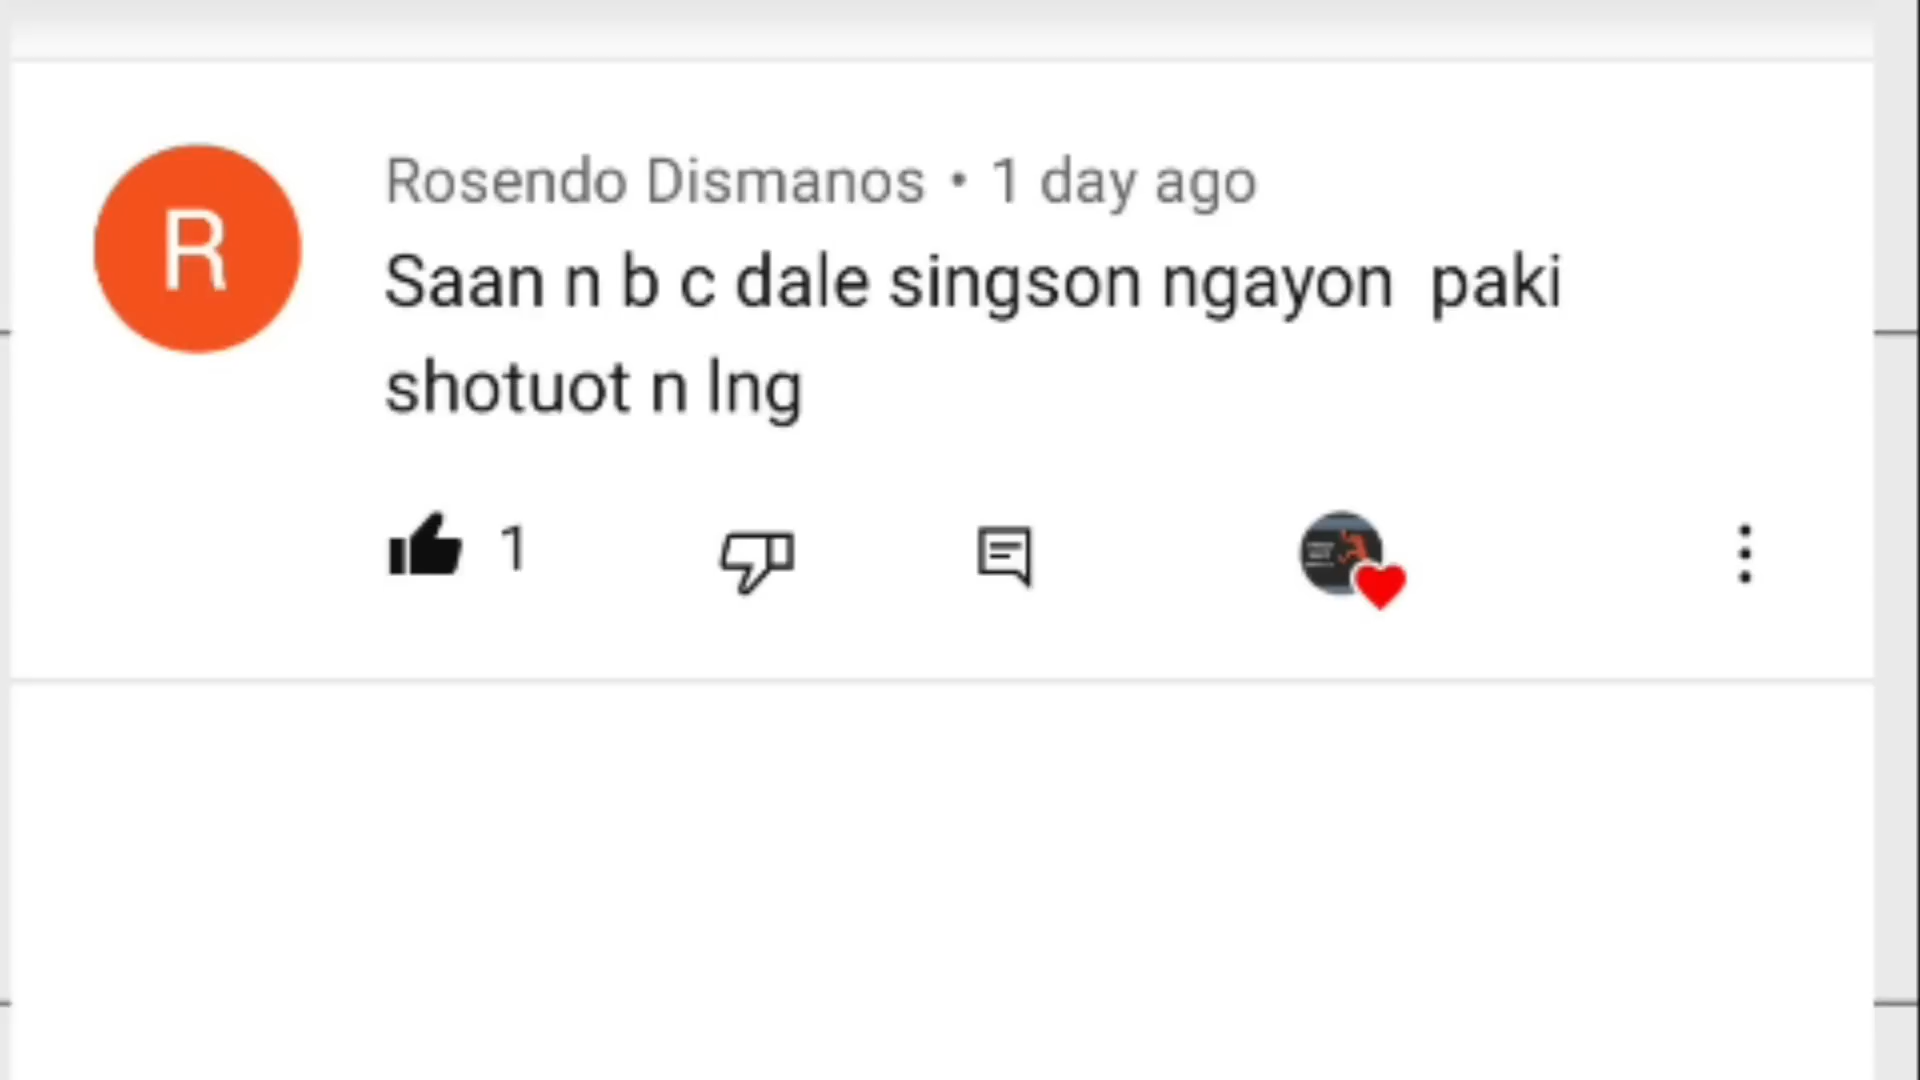 R
Rosendo Dismanos • 1 day ago
Saan n b c dale singson ngayon  paki
shotuot n lng
1